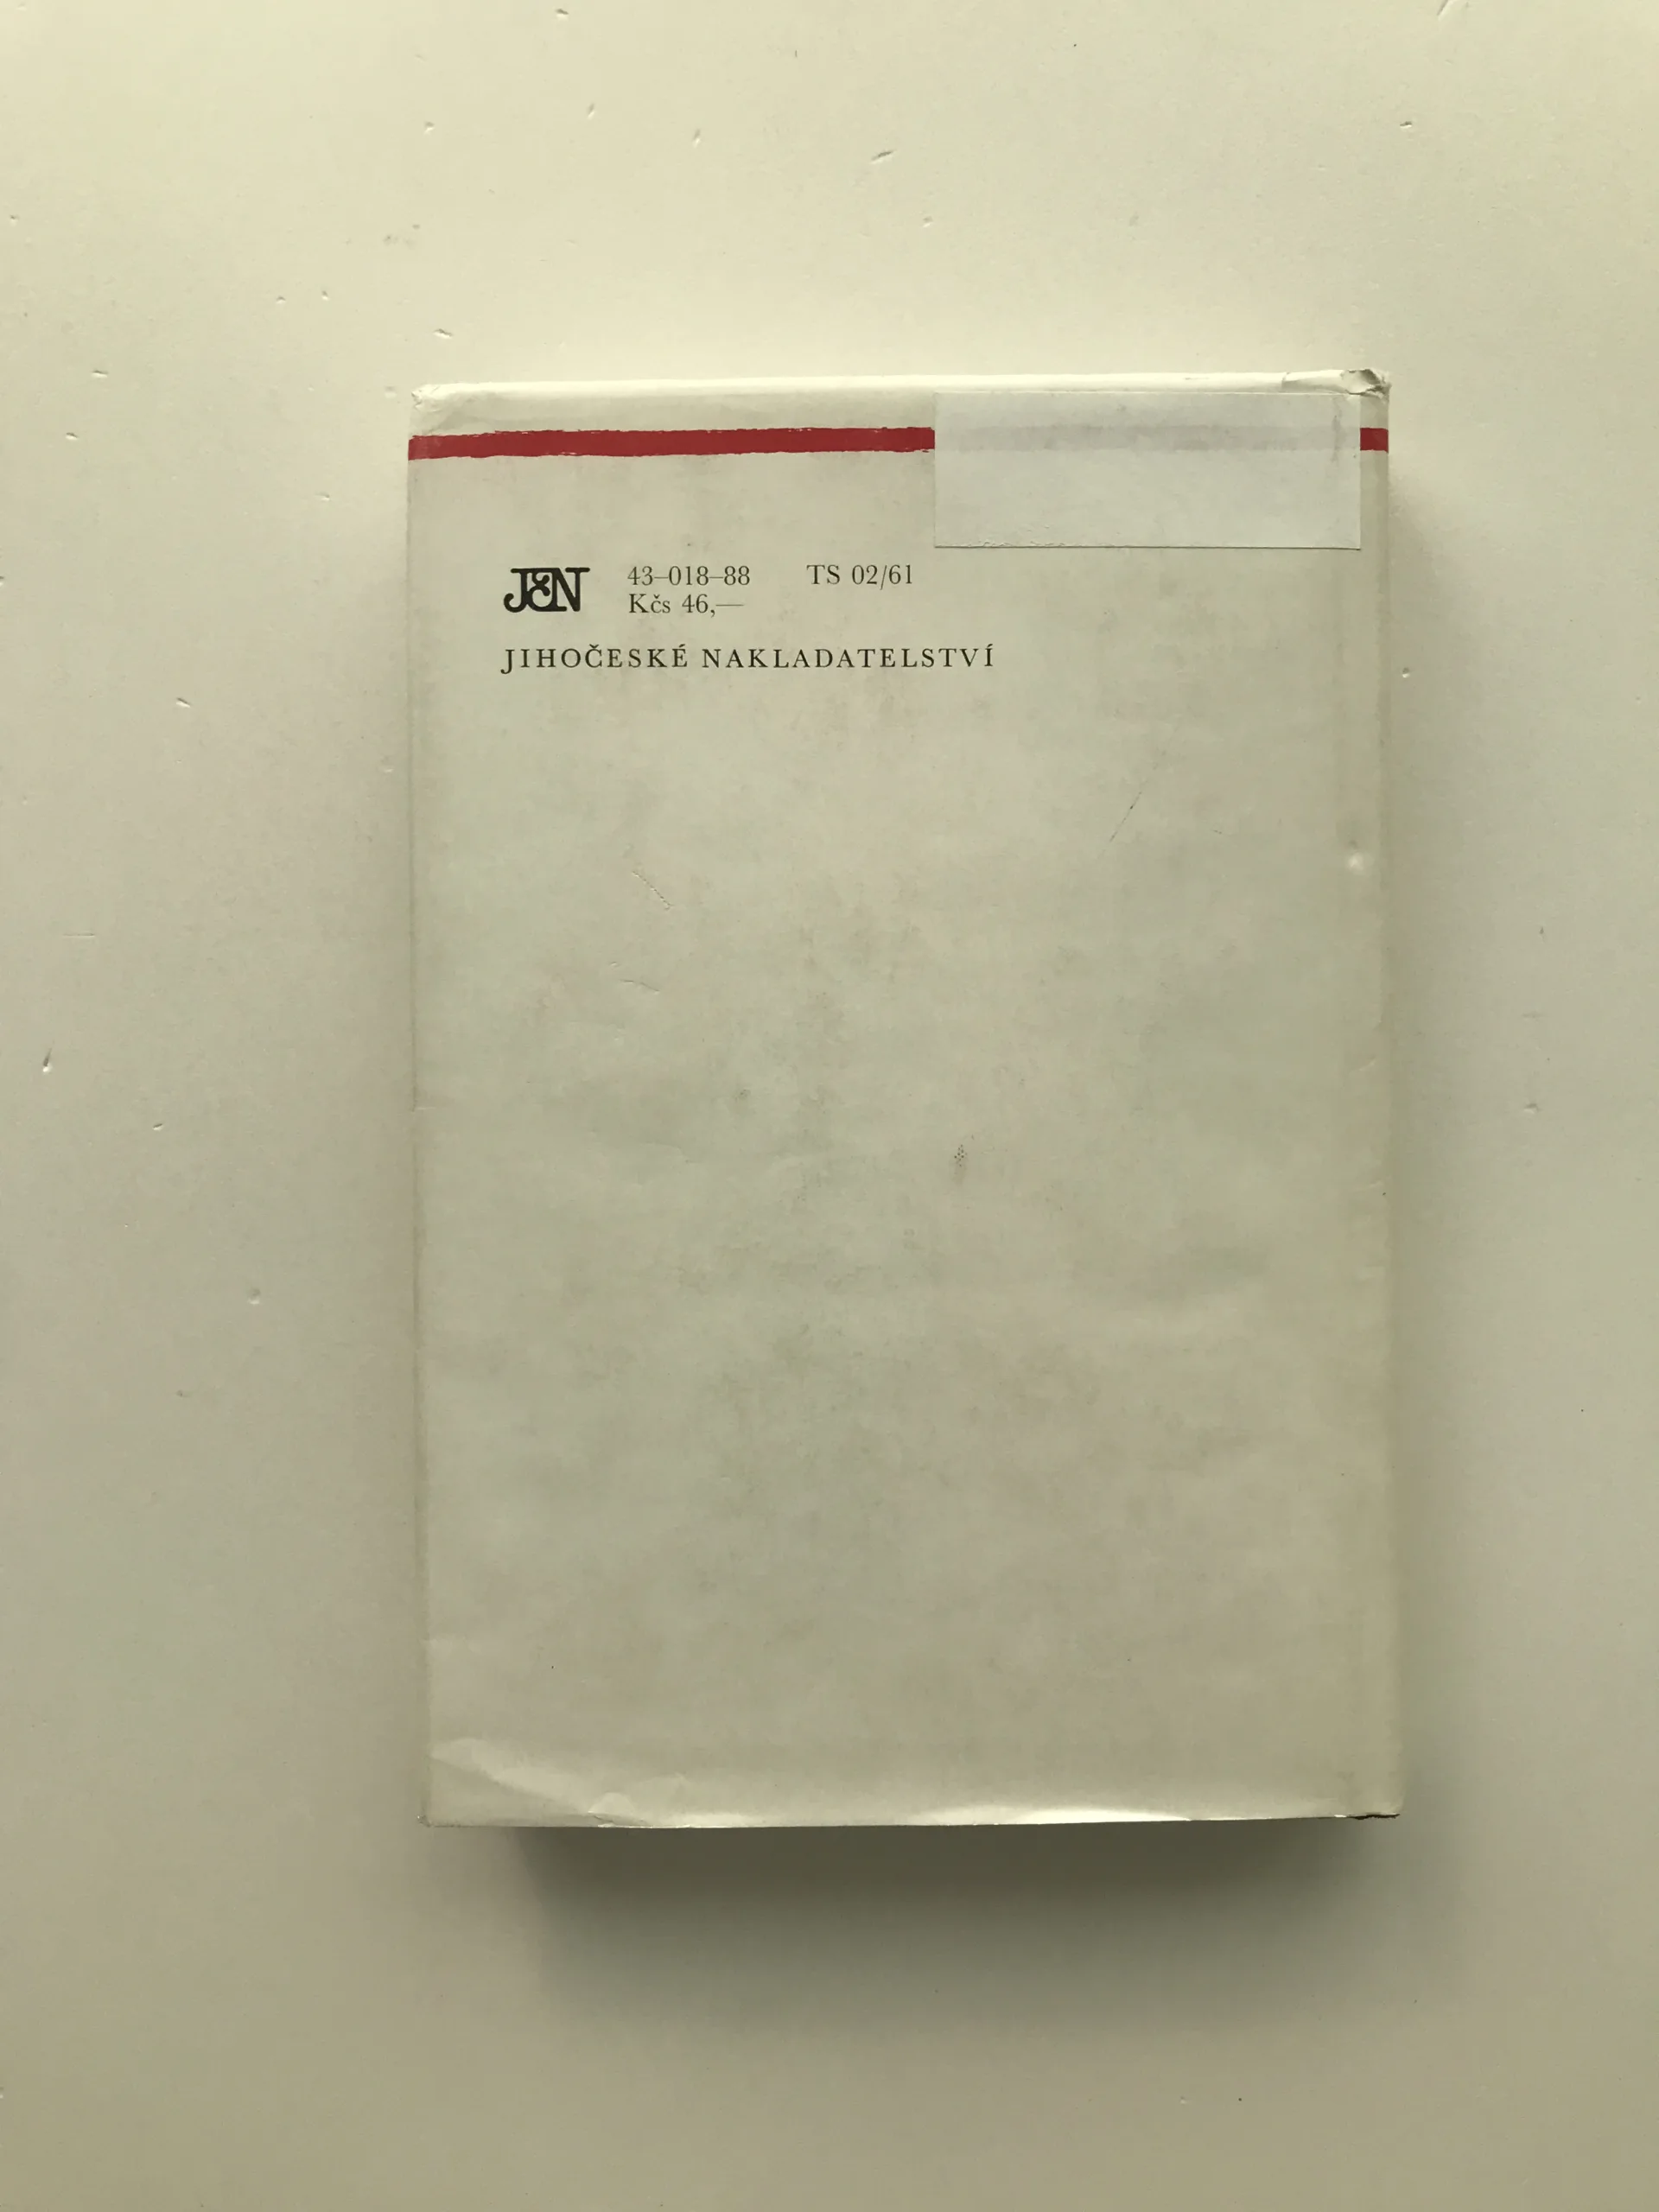 JčN 43–018–88 TS 02/61
Kčs 46,—
JIHOČESKÉ NAKLADATELSTVÍ